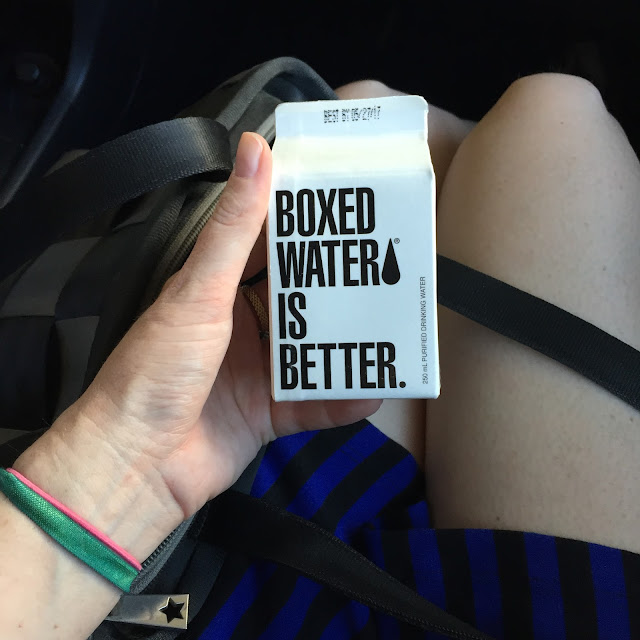 BEST BY 05/27/17
BOXED
WATER®
IS
BETTER.
250 mL PURIFIED DRINKING WATER